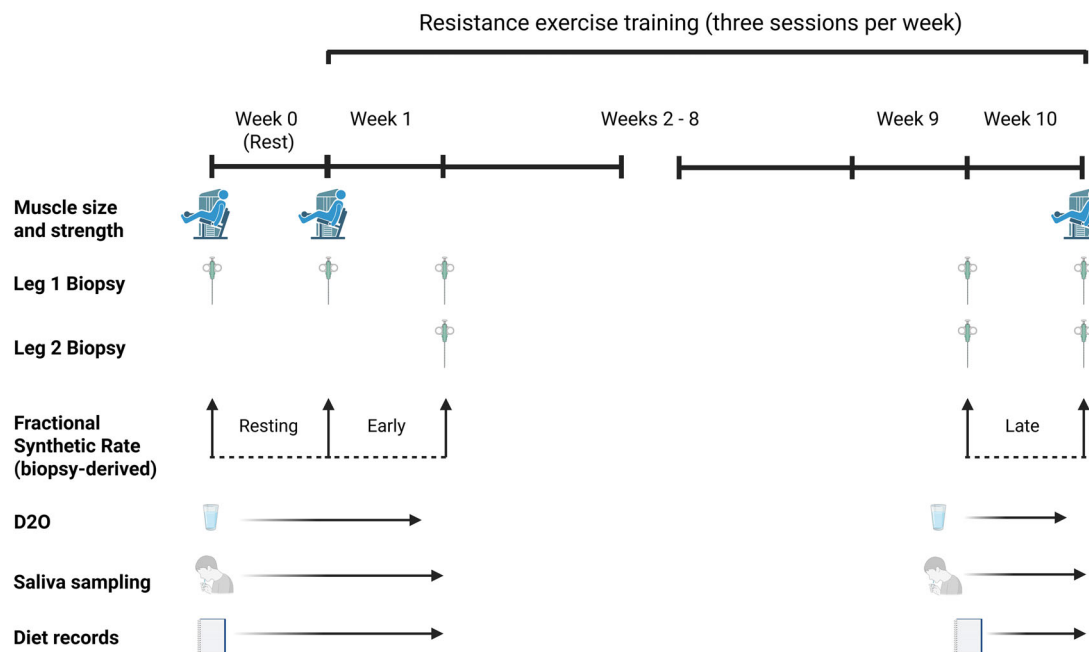 Resistance exercise training (three sessions per week)
Week 0
(Rest)
Week 1
Weeks 2 - 8
Week 9
Week 10
Muscle size
and strength
Leg 1 Biopsy
Leg 2 Biopsy
Fractional
Synthetic Rate
(biopsy-derived)
Resting
Early
Late
D2O
Saliva sampling
Diet records